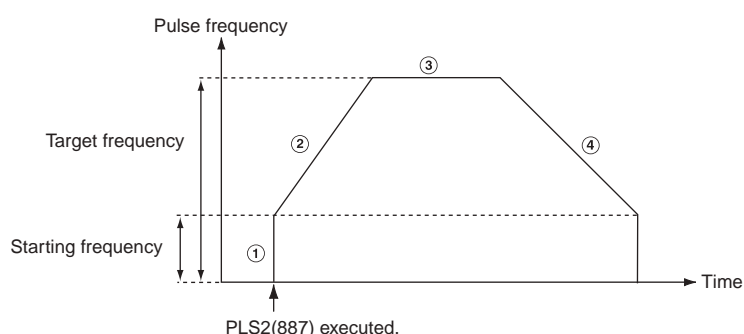 Pulse frequency
③
Target frequency
②
④
Starting frequency
①
Time
PLS2(887) executed.